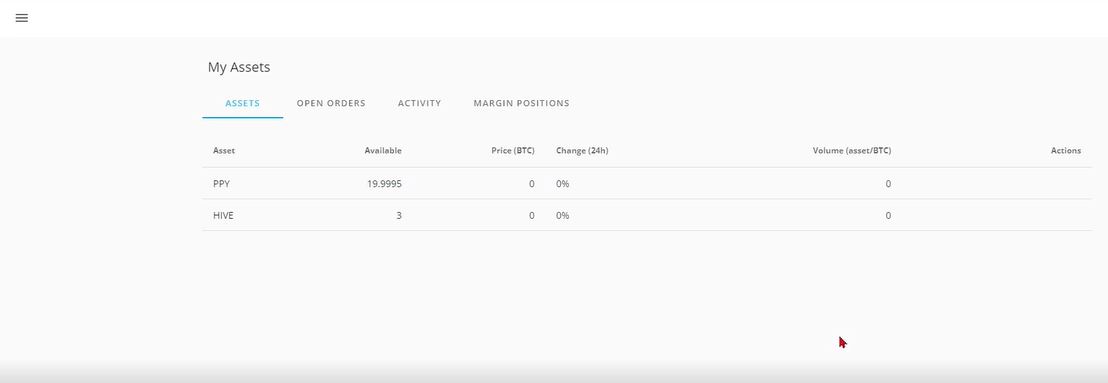 My Assets
ASSETS OPEN ORDERS ACTIVITY MARGIN POSITIONS
Asset Available Price (BTC) Change (24h) Volume (asset/BTC) Actions
PPY 19.9995 0 0% 0
HIVE 3 0 0% 0